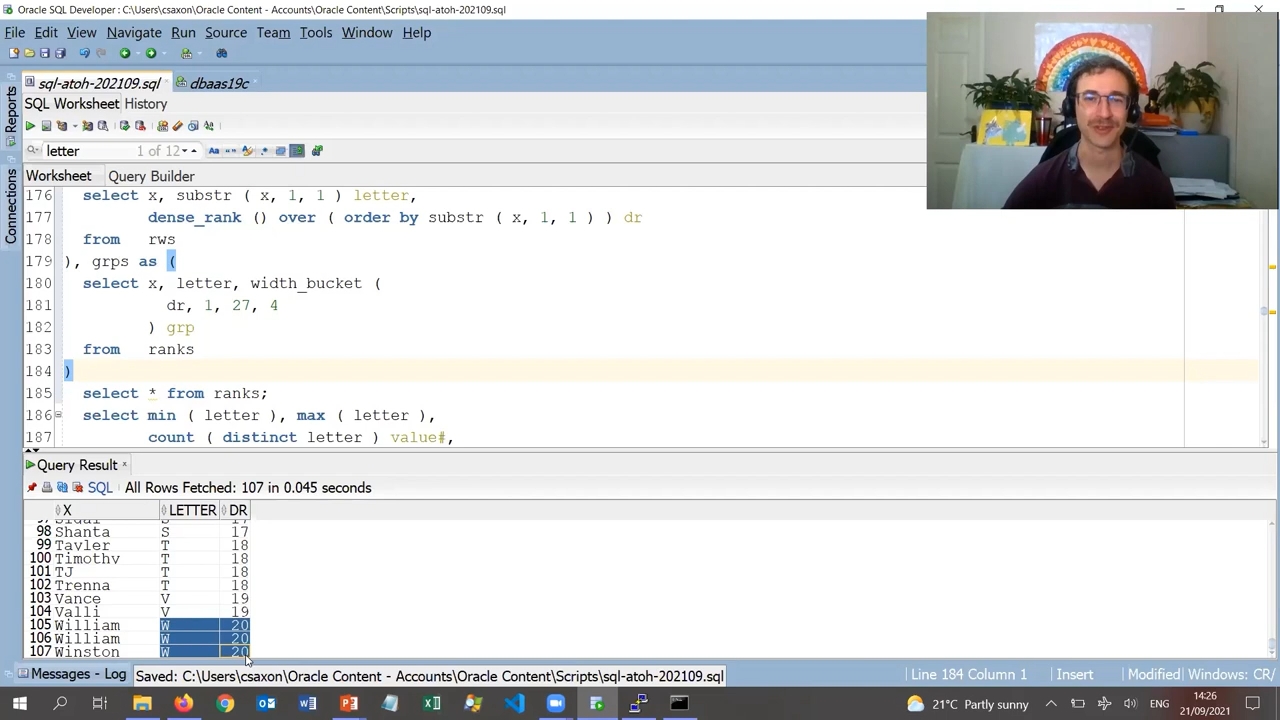 Oracle SQL Developer : C:\Users\csaxon\Oracle Content - Accounts\Oracle Content\Scripts\sql-atoh-202109.sql
File Edit View Navigate Run Source Team Tools Window Help
sql-atoh-202109.sql dbaas19c
SQL Worksheet History
letter 1 of 12
Worksheet Query Builder
Reports
Connections
176 select x, substr ( x, 1, 1 ) letter,
177 dense_rank () over ( order by substr ( x, 1, 1 ) ) dr
178 from rws
179 ), grps as (
180 select x, letter, width_bucket (
181 dr, 1, 27, 4
182 ) grp
183 from ranks
184 )
185 select * from ranks;
186 select min ( letter ), max ( letter ),
187 count ( distinct letter ) value#,
Query Result
SQL All Rows Fetched: 107 in 0.045 seconds
X LETTER DR
98 Shanta S 17
99 Tayler T 18
100 Timothy T 18
101 TJ T 18
102 Trenna T 18
103 Vance V 19
104 Valli V 19
105 William W 20
106 William W 20
107 Winston W 20
Messages - Log Saved: C:\Users\csaxon\Oracle Content - Accounts\Oracle Content\Scripts\sql-atoh-202109.sql Line 184 Column 1 Insert Modified Windows: CR/
21°C Partly sunny ENG 14:26
21/09/2021